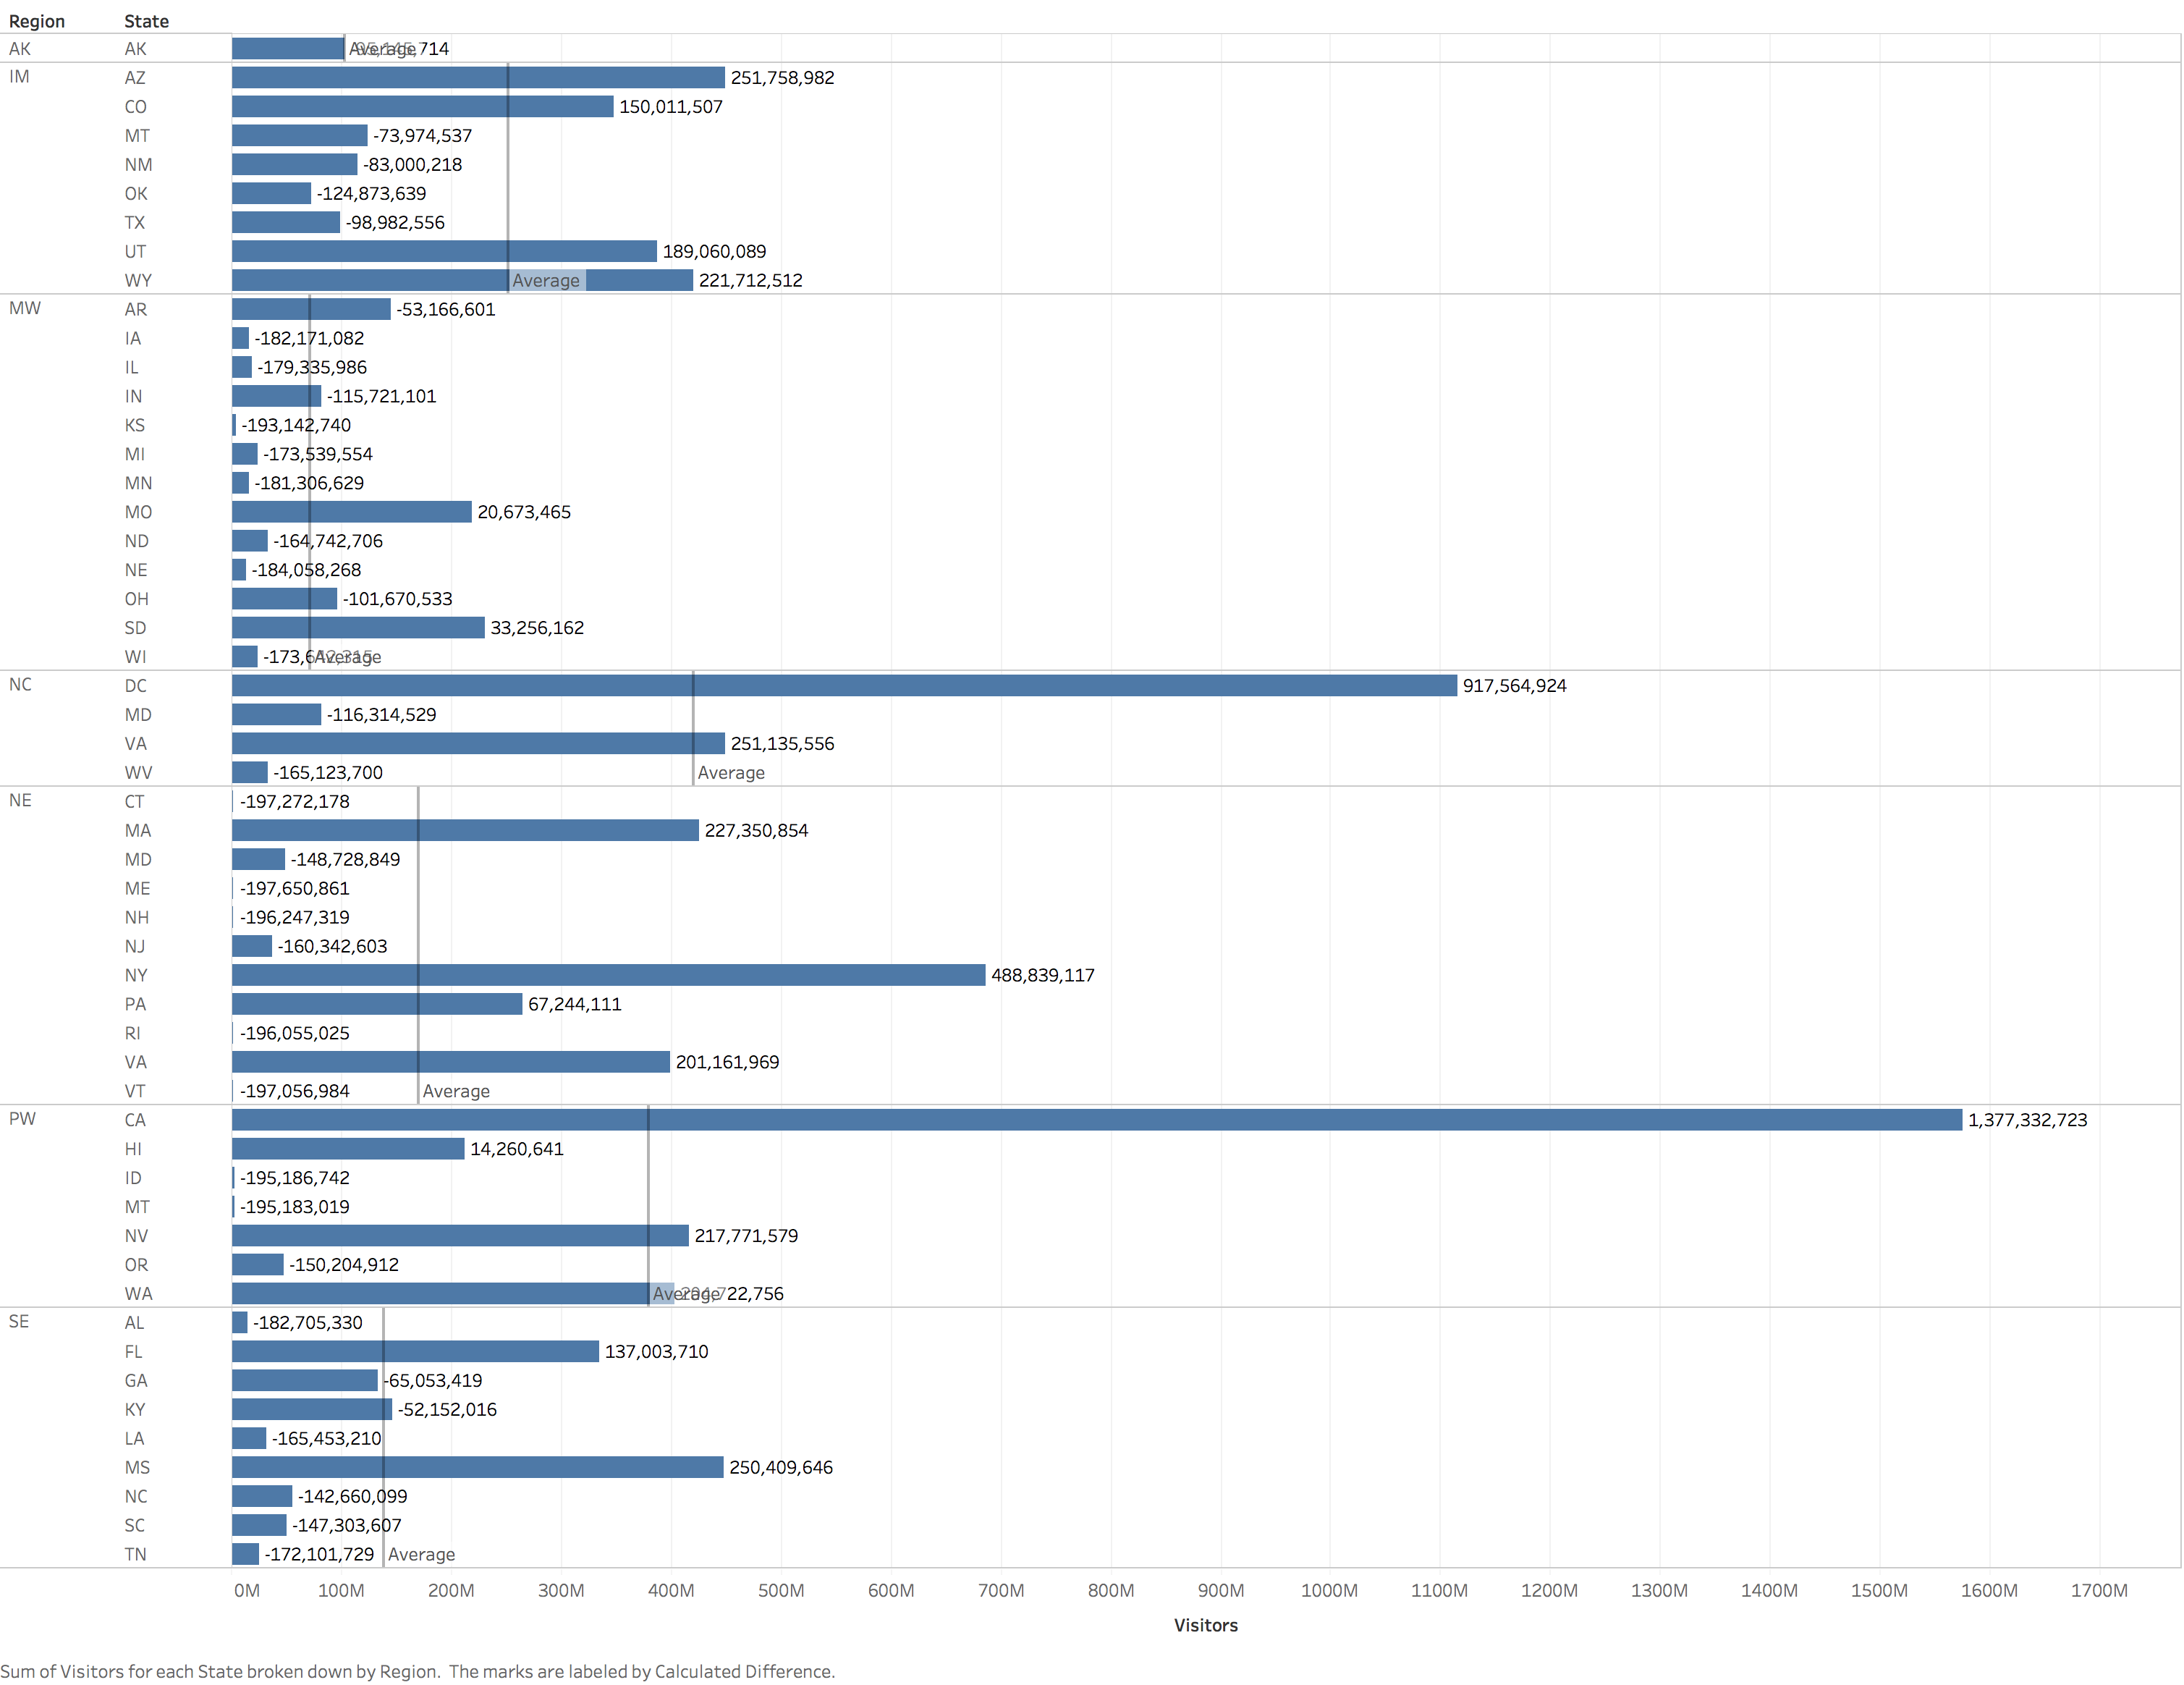 Region State
AK AK Average 714
IM AZ 251,758,982
CO 150,011,507
MT -73,974,537
NM -83,000,218
OK -124,873,639
TX -98,982,556
UT 189,060,089
WY Average 221,712,512
MW AR -53,166,601
IA -182,171,082
IL -179,335,986
IN -115,721,101
KS -193,142,740
MI -173,539,554
MN -181,306,629
MO 20,673,465
ND -164,742,706
NE -184,058,268
OH -101,670,533
SD 33,256,162
WI Average
NC DC 917,564,924
MD -116,314,529
VA 251,135,556
WV -165,123,700 Average
NE CT -197,272,178
MA 227,350,854
MD -148,728,849
ME -197,650,861
NH -196,247,319
NJ -160,342,603
NY 488,839,117
PA 67,244,111
RI -196,055,025
VA 201,161,969
VT -197,056,984 Average
PW CA 1,377,332,723
HI 14,260,641
ID -195,186,742
MT -195,183,019
NV 217,771,579
OR -150,204,912
WA Average 22,756
SE AL -182,705,330
FL 137,003,710
GA -65,053,419
KY -52,152,016
LA -165,453,210
MS 250,409,646
NC -142,660,099
SC -147,303,607
TN -172,101,729 Average
0M 100M 200M 300M 400M 500M 600M 700M 800M 900M 1000M 1100M 1200M 1300M 1400M 1500M 1600M 1700M
Visitors
Sum of Visitors for each State broken down by Region. The marks are labeled by Calculated Difference.